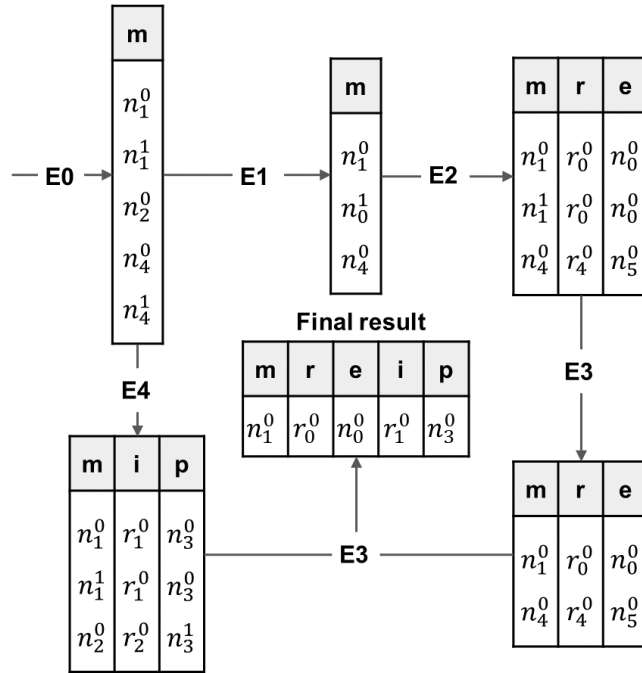 m
n_1^0
n_1^1
n_2^0
n_4^0
n_4^1
E0
E1
m
n_1^0
n_0^1
n_4^0
E2
m r e
n_1^0 r_0^0 n_0^0
n_1^1 r_0^0 n_0^0
n_4^0 r_4^0 n_5^0
E3
E4
Final result
m r e i p
n_1^0 r_0^0 n_0^0 r_1^0 n_3^0
m i p
n_1^0 r_1^0 n_3^0
n_1^1 r_1^0 n_3^0
n_2^0 r_2^0 n_3^1
E3
m r e
n_1^0 r_0^0 n_0^0
n_4^0 r_4^0 n_5^0